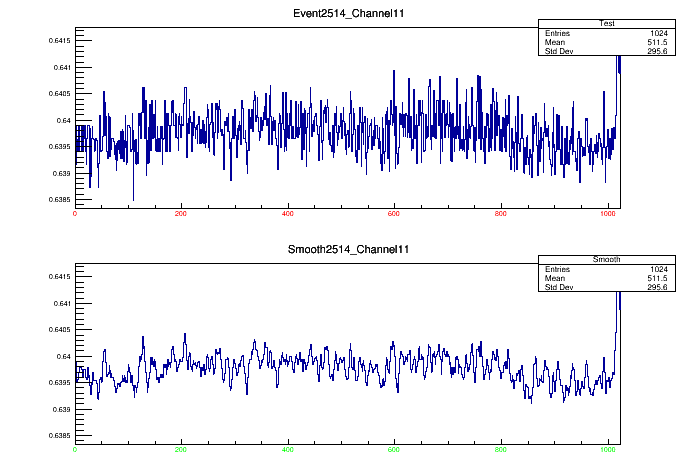 Event2514_Channel11
Test
Entries 1024
Mean 511.5
Std Dev 295.6
0.6415
0.641
0.6405
0.64
0.6395
0.639
0.6385
0 200 400 600 800 1000
Smooth2514_Channel11
Smooth
Entries 1024
Mean 511.5
Std Dev 295.6
0.6415
0.641
0.6405
0.64
0.6395
0.639
0.6385
0 200 400 600 800 1000